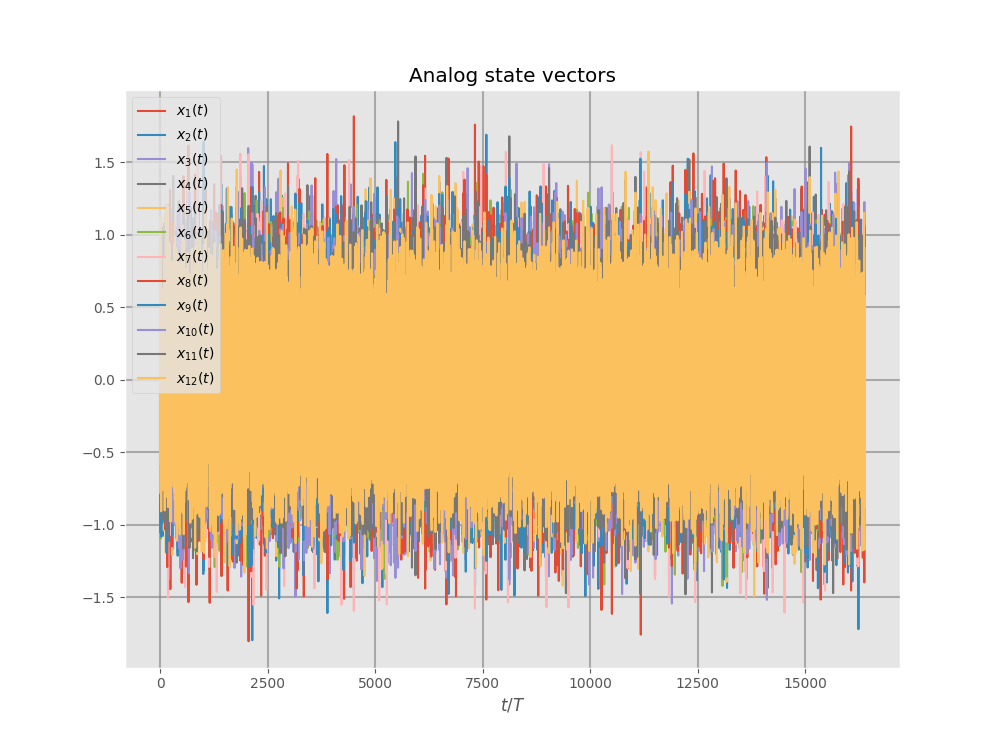 Analog state vectors
x₁(t)
x₂(t)
x₃(t)
x₄(t)
x₅(t)
x₆(t)
x₇(t)
x₈(t)
x₉(t)
x₁₀(t)
x₁₁(t)
x₁₂(t)
1.5
1.0
0.5
0.0
−0.5
−1.0
−1.5
0 2500 5000 7500 10000 12500 15000
t/T